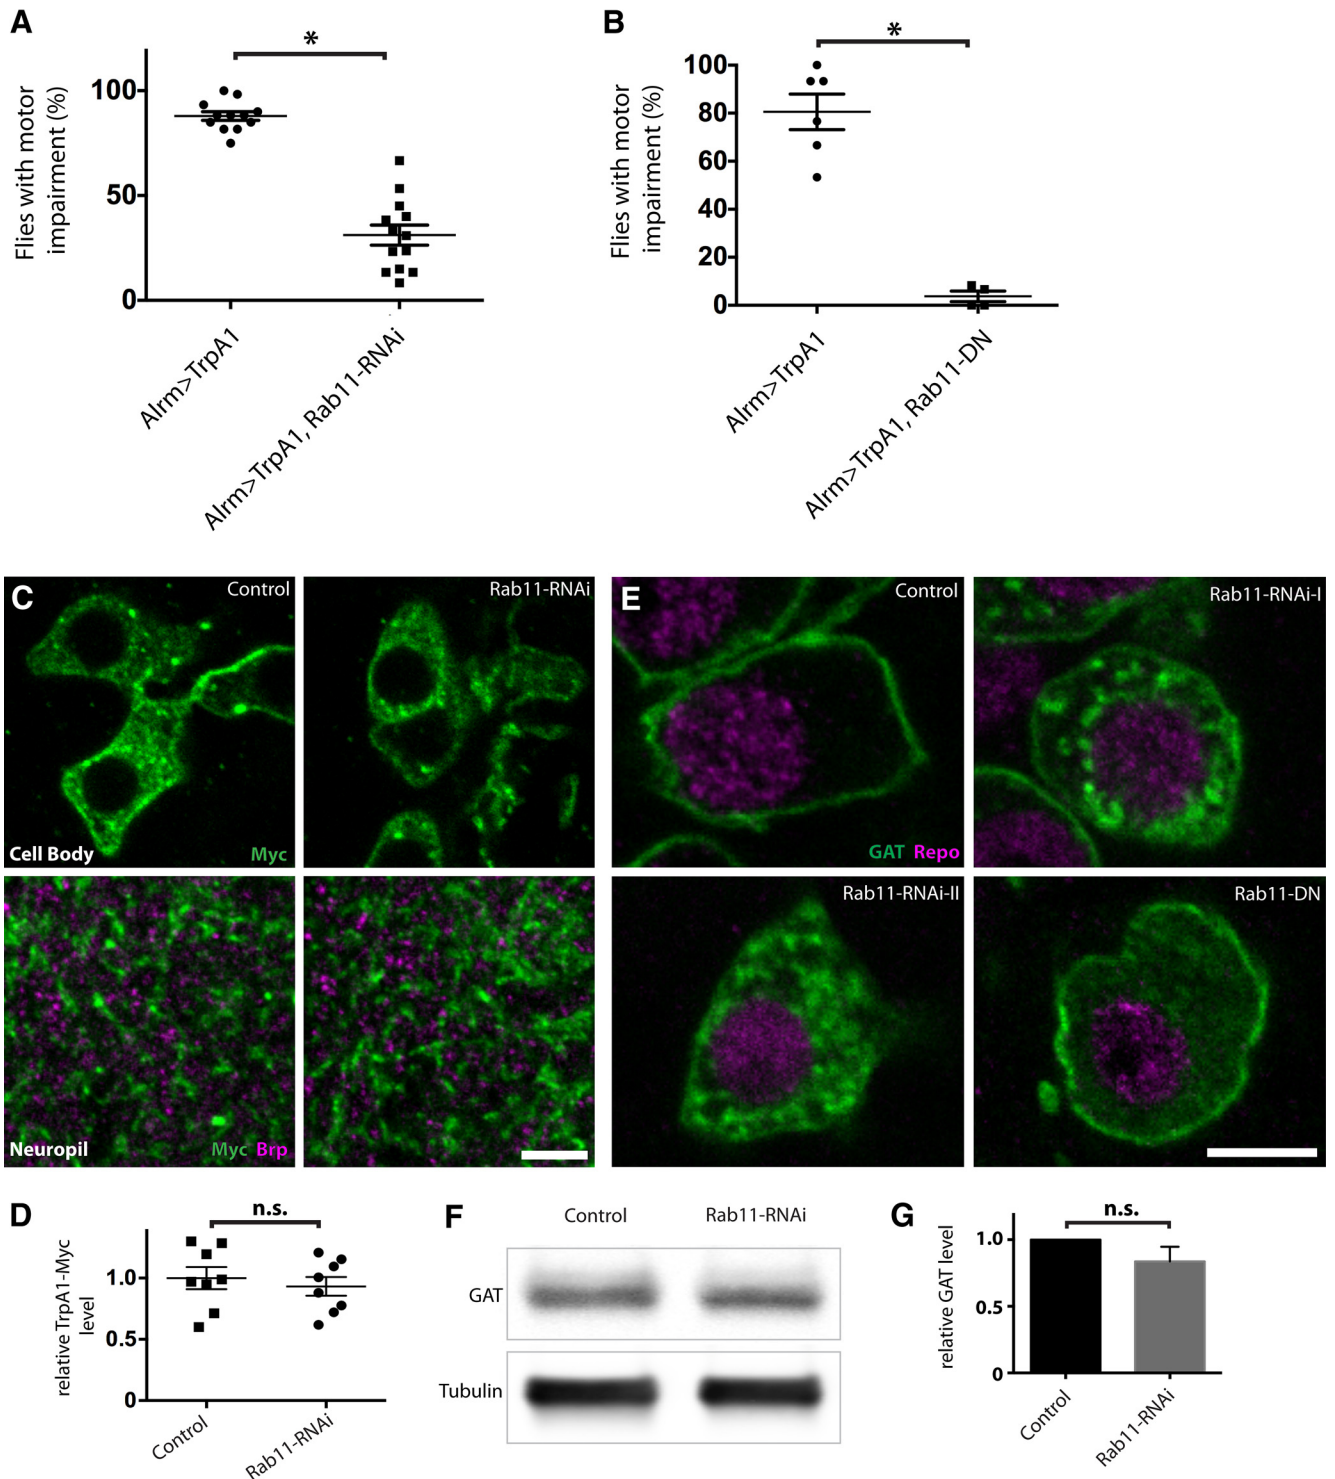 A
*
Flies with motor
impairment (%)
100
50
0
Alrm>TrpA1
Alrm>TrpA1, Rab11-RNAi
B
*
Flies with motor
impairment (%)
100
80
60
40
20
0
Alrm>TrpA1
Alrm>TrpA1, Rab11-DN
C
Control
Cell Body
Myc
Rab11-RNAi
Neuropil
Myc Brp
E
Control
GAT Repo
Rab11-RNAi-I
Rab11-RNAi-II
Rab11-DN
D
n.s.
relative TrpA1-Myc
level
1.0
0.5
0
Control
Rab11-RNAi
F
Control
Rab11-RNAi
GAT
Tubulin
G
n.s.
relative GAT level
1.0
0.5
0
Control
Rab11-RNAi